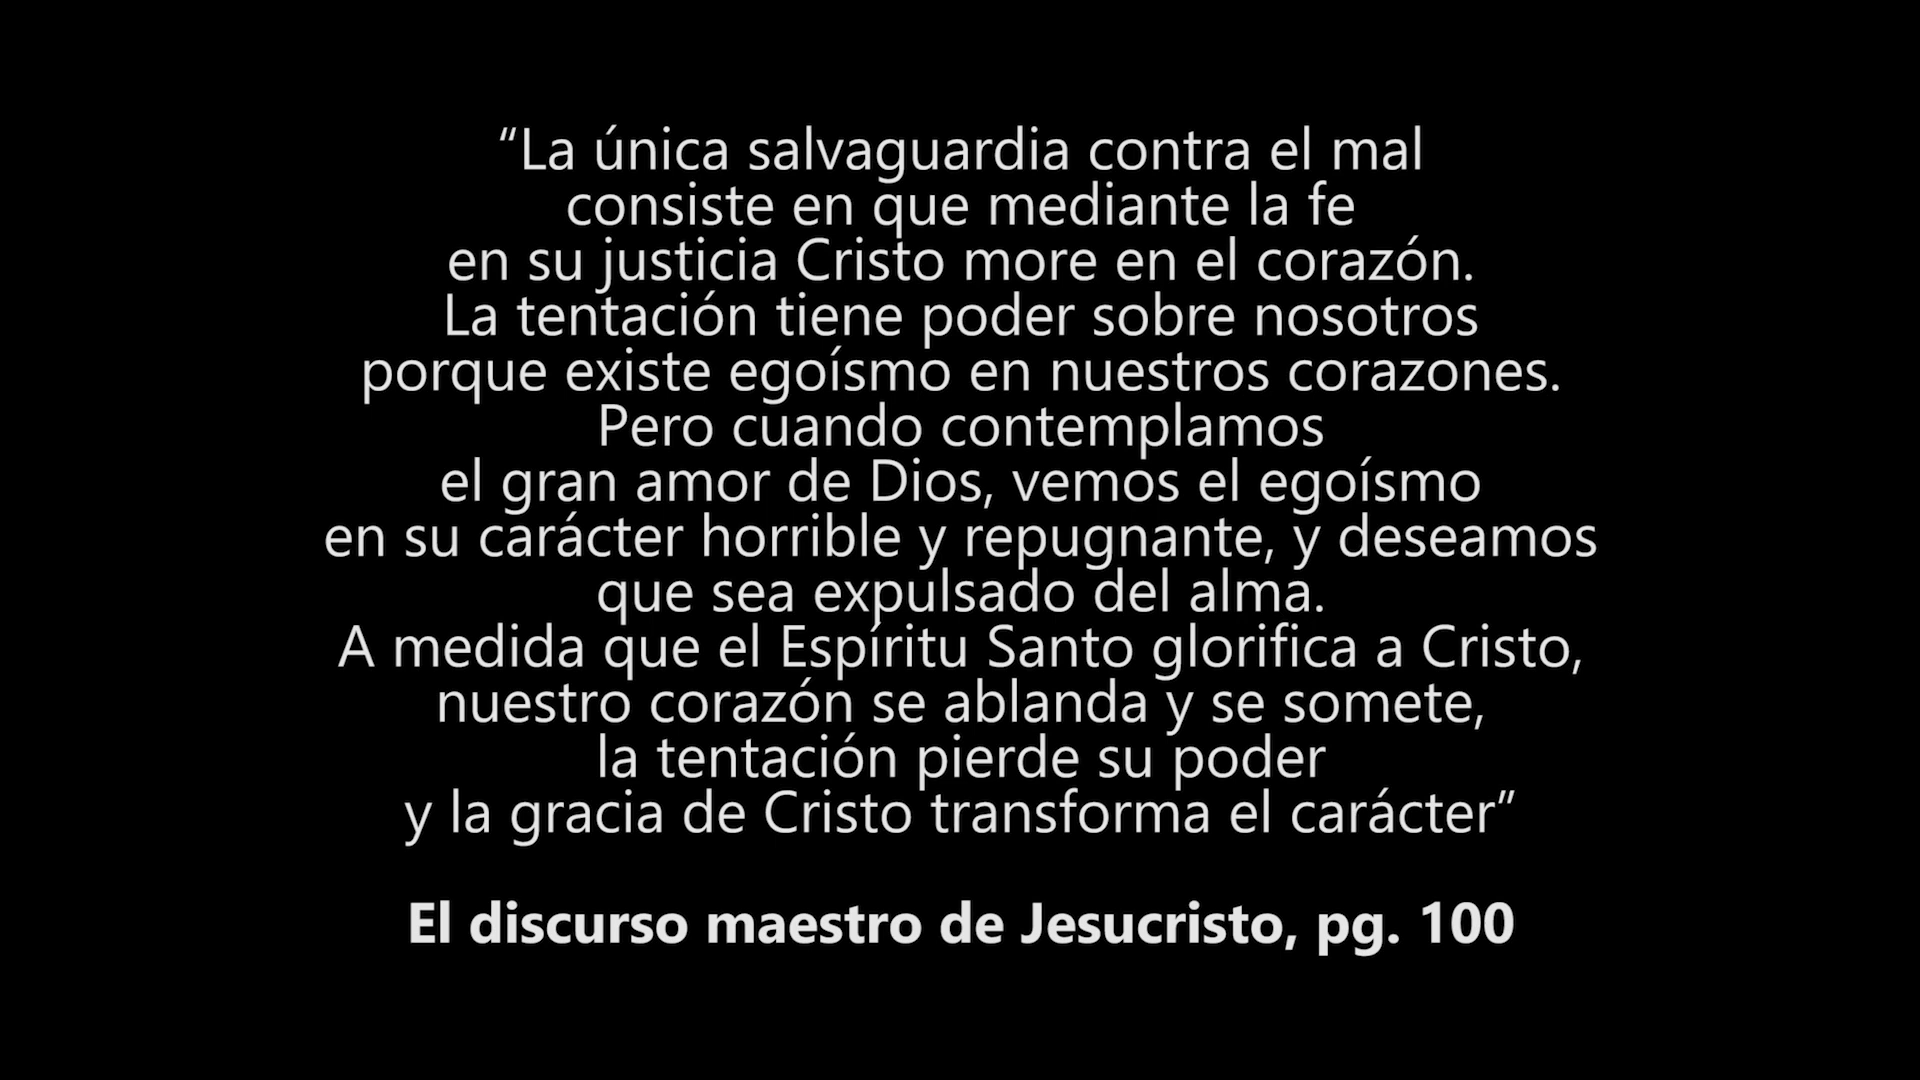 “La única salvaguardia contra el mal
consiste en que mediante la fe
en su justicia Cristo more en el corazón.
La tentación tiene poder sobre nosotros
porque existe egoísmo en nuestros corazones.
Pero cuando contemplamos
el gran amor de Dios, vemos el egoísmo
en su carácter horrible y repugnante, y deseamos
que sea expulsado del alma.
A medida que el Espíritu Santo glorifica a Cristo,
nuestro corazón se ablanda y se somete,
la tentación pierde su poder
y la gracia de Cristo transforma el carácter”
El discurso maestro de Jesucristo, pg. 100